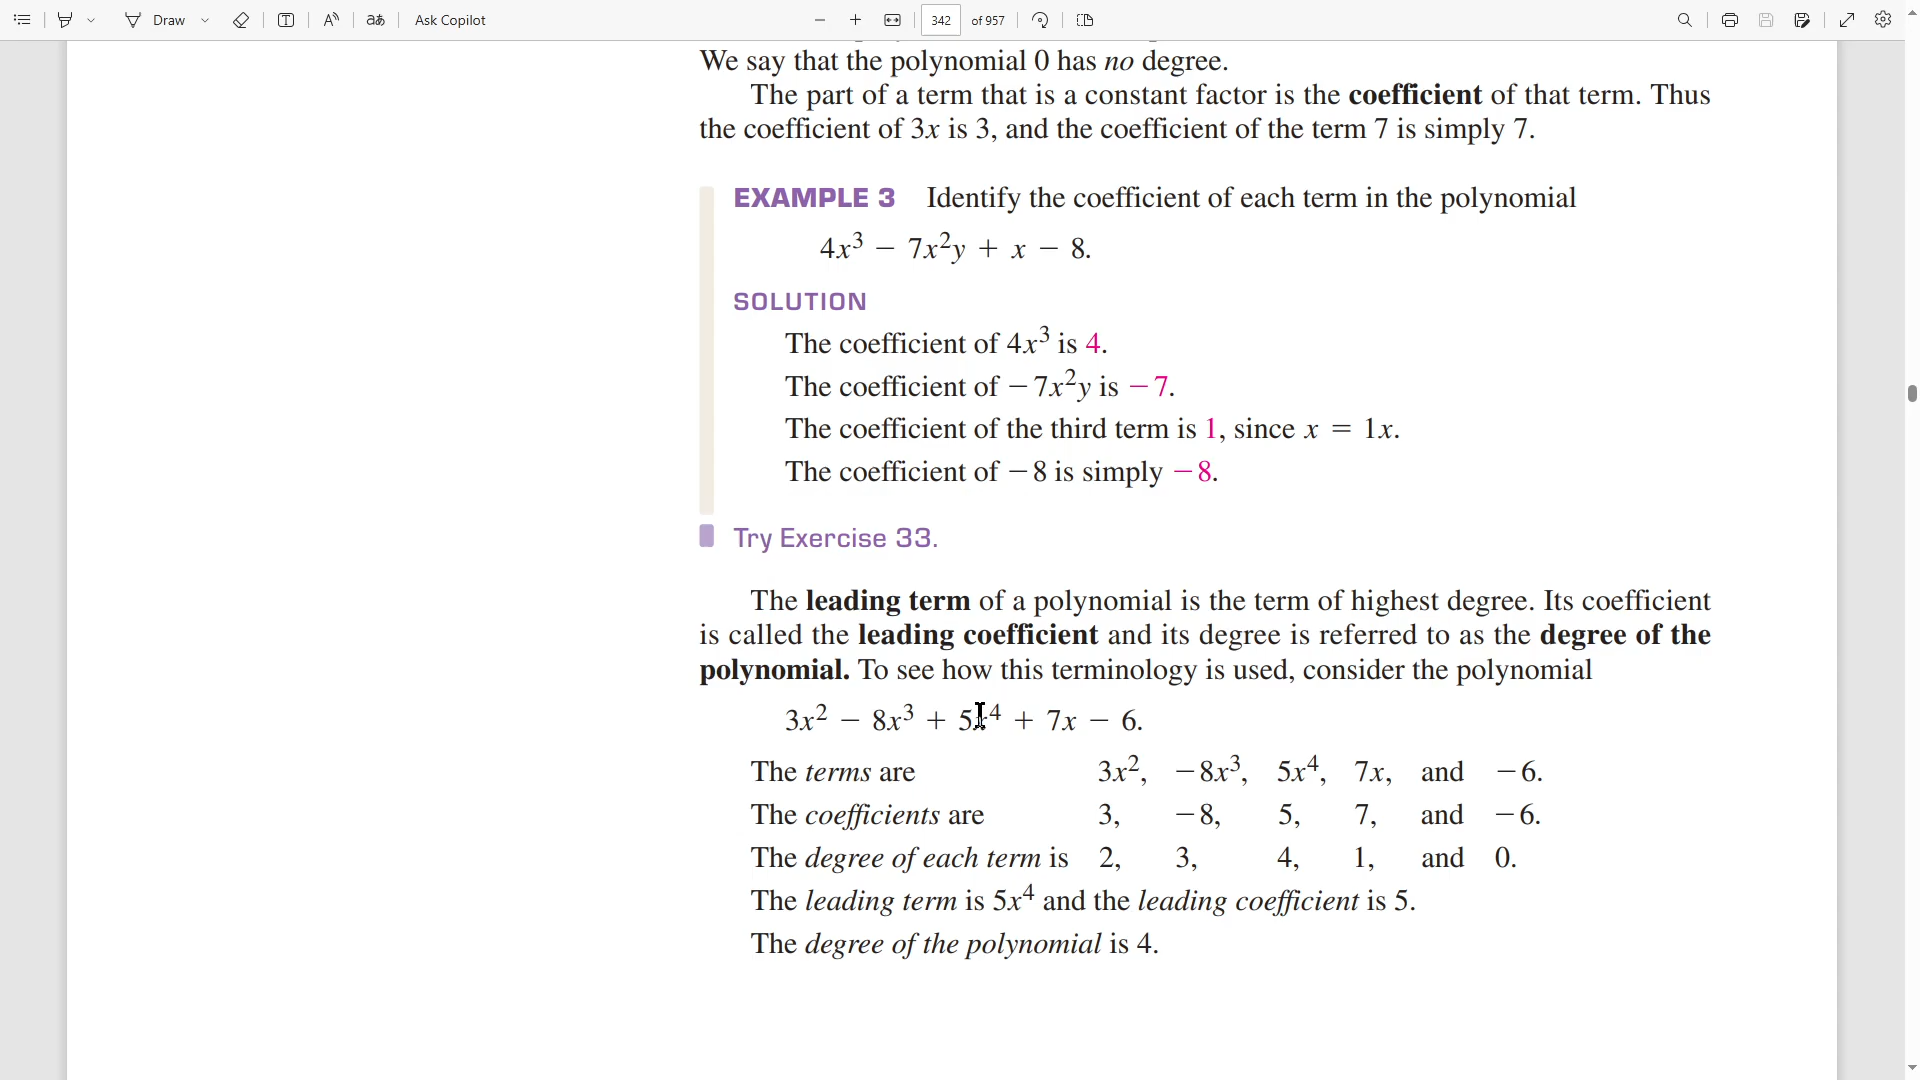 Draw
Ask Copilot
342 of 957
We say that the polynomial 0 has no degree.
The part of a term that is a constant factor is the coefficient of that term. Thus
the coefficient of 3x is 3, and the coefficient of the term 7 is simply 7.
EXAMPLE 3 Identify the coefficient of each term in the polynomial
4x³ − 7x²y + x − 8.
SOLUTION
The coefficient of 4x³ is 4.
The coefficient of −7x²y is −7.
The coefficient of the third term is 1, since x = 1x.
The coefficient of −8 is simply −8.
Try Exercise 33.
The leading term of a polynomial is the term of highest degree. Its coefficient
is called the leading coefficient and its degree is referred to as the degree of the
polynomial. To see how this terminology is used, consider the polynomial
3x² − 8x³ + 5x⁴ + 7x − 6.
The terms are 3x², −8x³, 5x⁴, 7x, and −6.
The coefficients are 3, −8, 5, 7, and −6.
The degree of each term is 2, 3, 4, 1, and 0.
The leading term is 5x⁴ and the leading coefficient is 5.
The degree of the polynomial is 4.